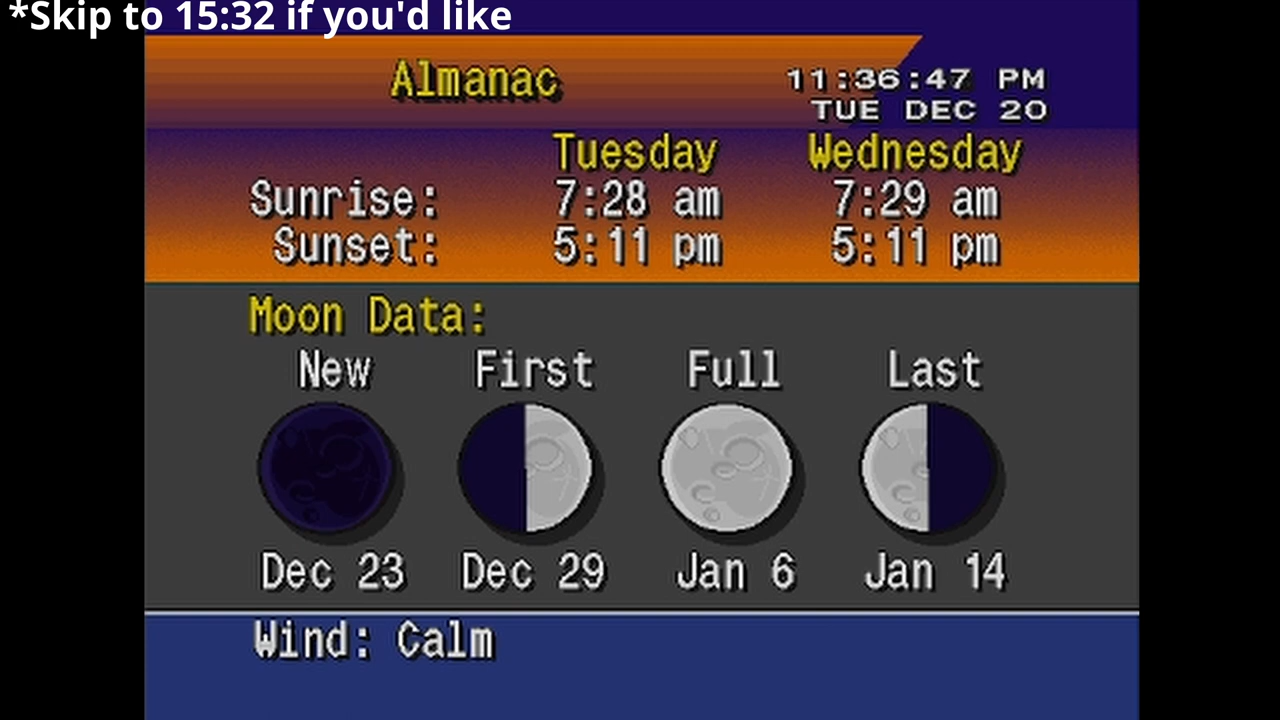 *Skip to 15:32 if you'd like
Almanac
11:36:47 PM
TUE DEC 20
Tuesday Wednesday
Sunrise: 7:28 am 7:29 am
Sunset: 5:11 pm 5:11 pm
Moon Data:
New First Full Last
Dec 23 Dec 29 Jan 6 Jan 14
Wind: Calm